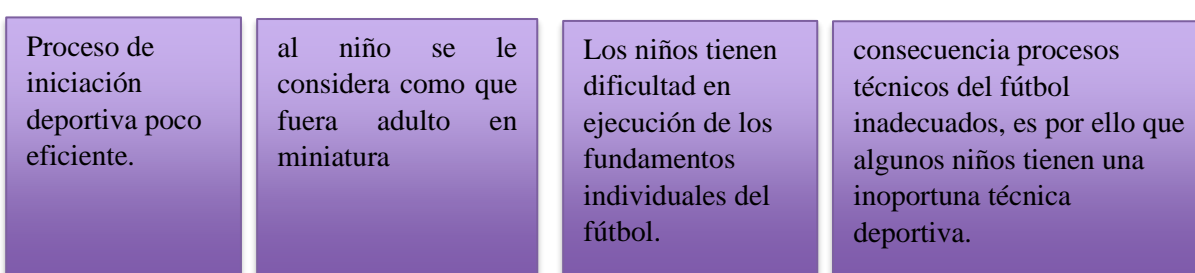 Proceso de
iniciación
deportiva poco
eficiente.
al niño se le
considera como que
fuera adulto en
miniatura
Los niños tienen
dificultad en
ejecución de los
fundamentos
individuales del
fútbol.
consecuencia procesos
técnicos del fútbol
inadecuados, es por ello que
algunos niños tienen una
inoportuna técnica
deportiva.